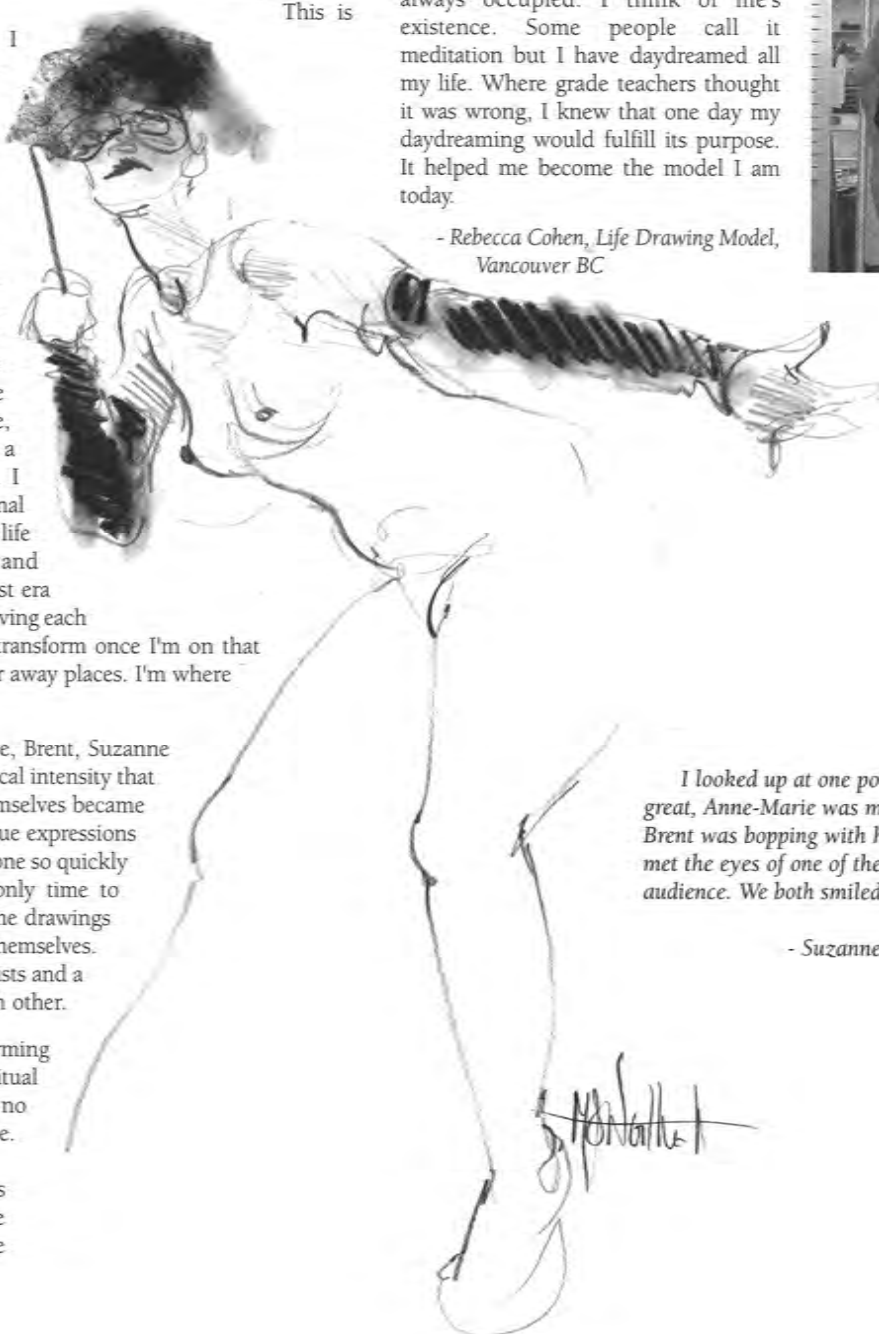 This is
I
e
e,
a
I
nal
life
and
st era
ving each
transform once I'm on that
r away places. I'm where
e, Brent, Suzanne
cal intensity that
mselves became
ue expressions
one so quickly
only time to
he drawings
hemselves.
ists and a
h other.
rming
itual
no
e.
s
e
e
always occupied. I think of life's
existence. Some people call it
meditation but I have daydreamed all
my life. Where grade teachers thought
it was wrong, I knew that one day my
daydreaming would fulfill its purpose.
It helped me become the model I am
today.
- Rebecca Cohen, Life Drawing Model,
Vancouver BC
I looked up at one po
great, Anne-Marie was m
Brent was bopping with h
met the eyes of one of the
audience. We both smiled
- Suzanne